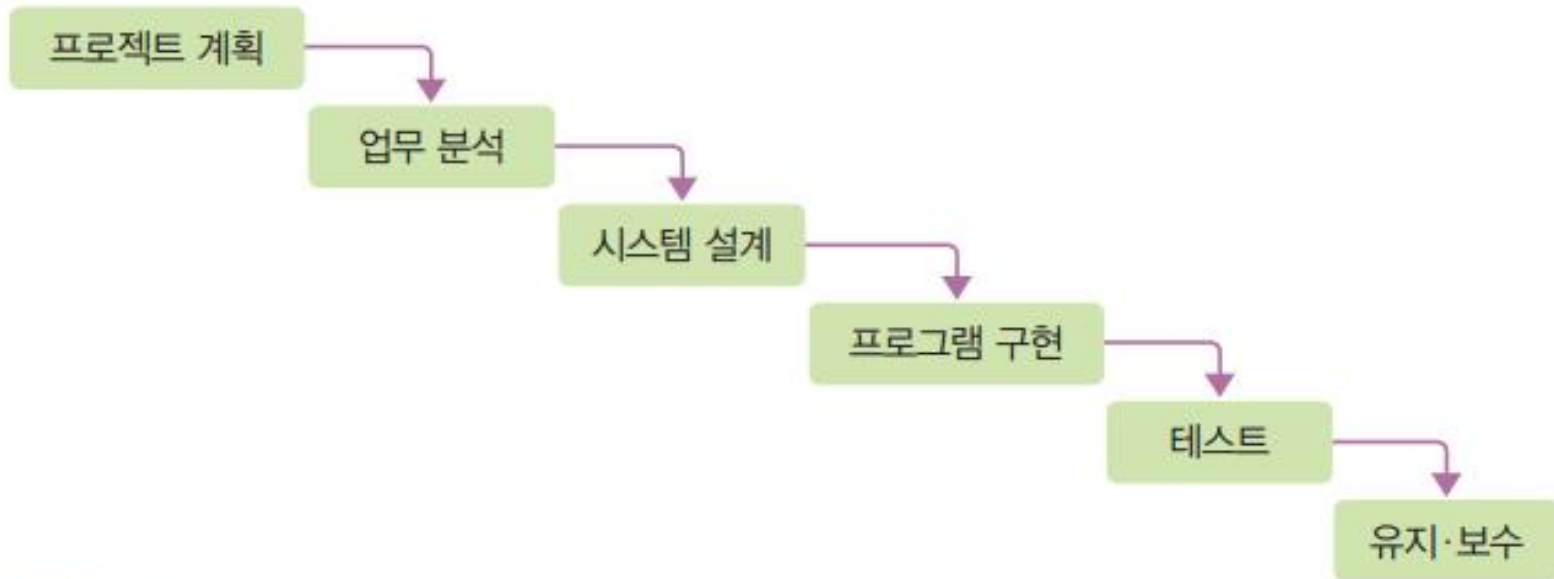 프로젝트 계획
업무 분석
시스템 설계
프로그램 구현
테스트
유지·보수